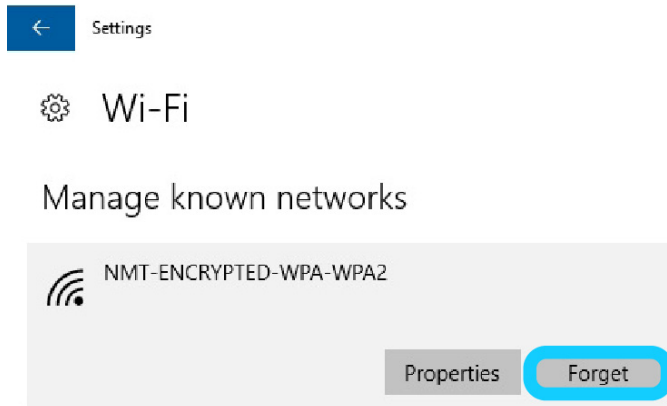 Settings
Wi-Fi
Manage known networks
NMT-ENCRYPTED-WPA-WPA2
Properties Forget